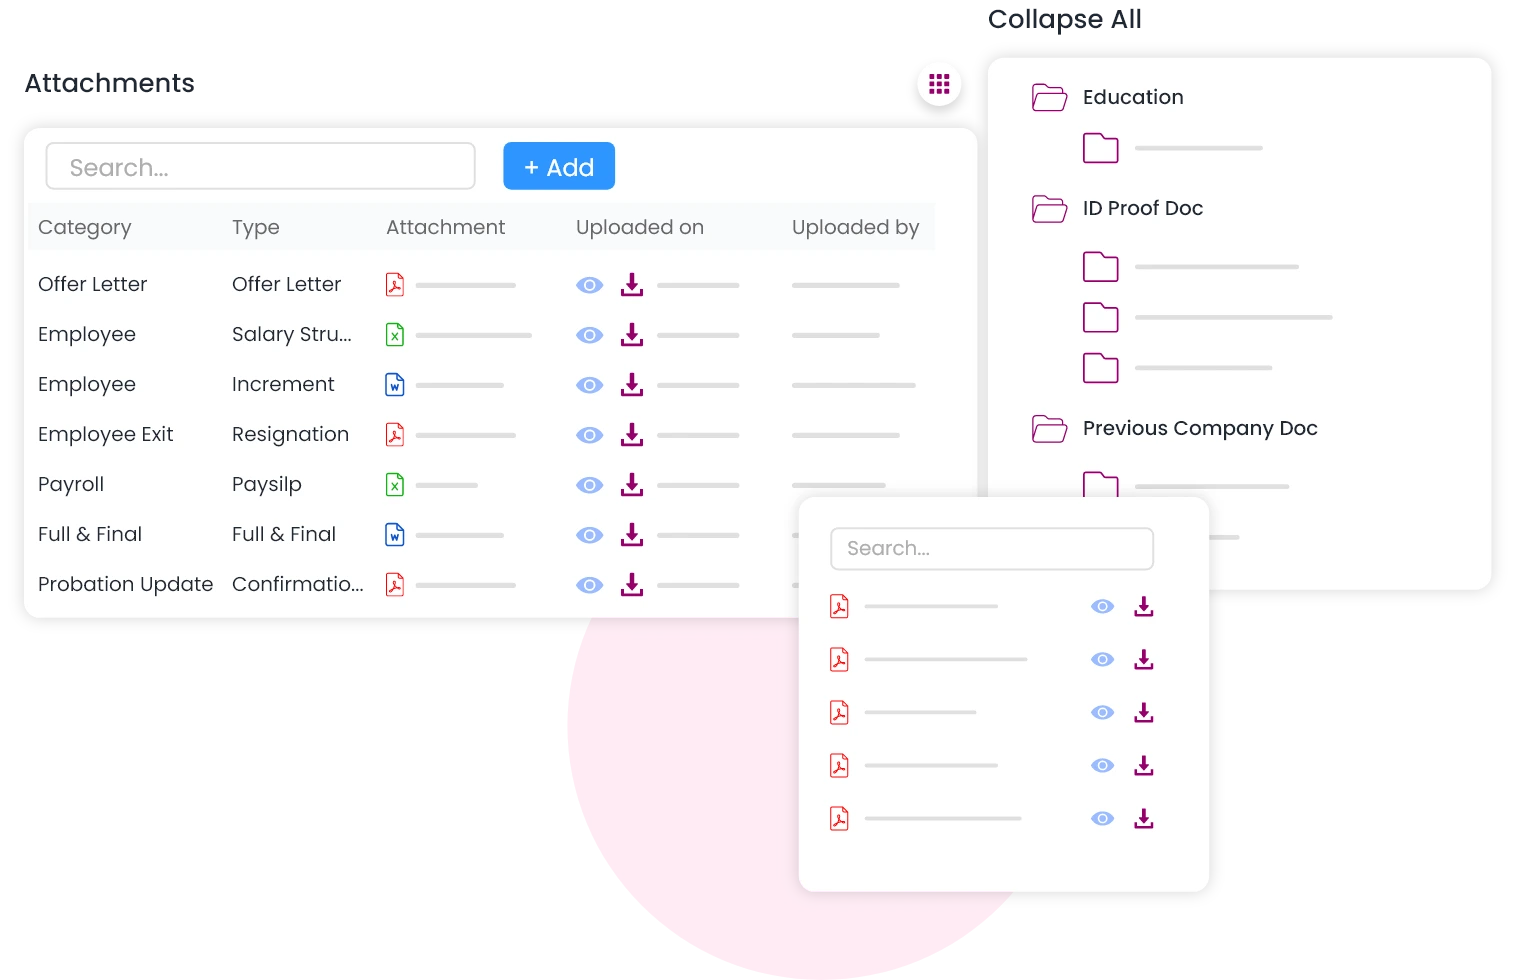 Collapse All
Attachments
Search...
+ Add
Category Type Attachment Uploaded on Uploaded by
Offer Letter Offer Letter
Employee Salary Stru...
Employee Increment
Employee Exit Resignation
Payroll Paysilp
Full & Final Full & Final
Probation Update Confirmatio...
Education
ID Proof Doc
Previous Company Doc
Search...